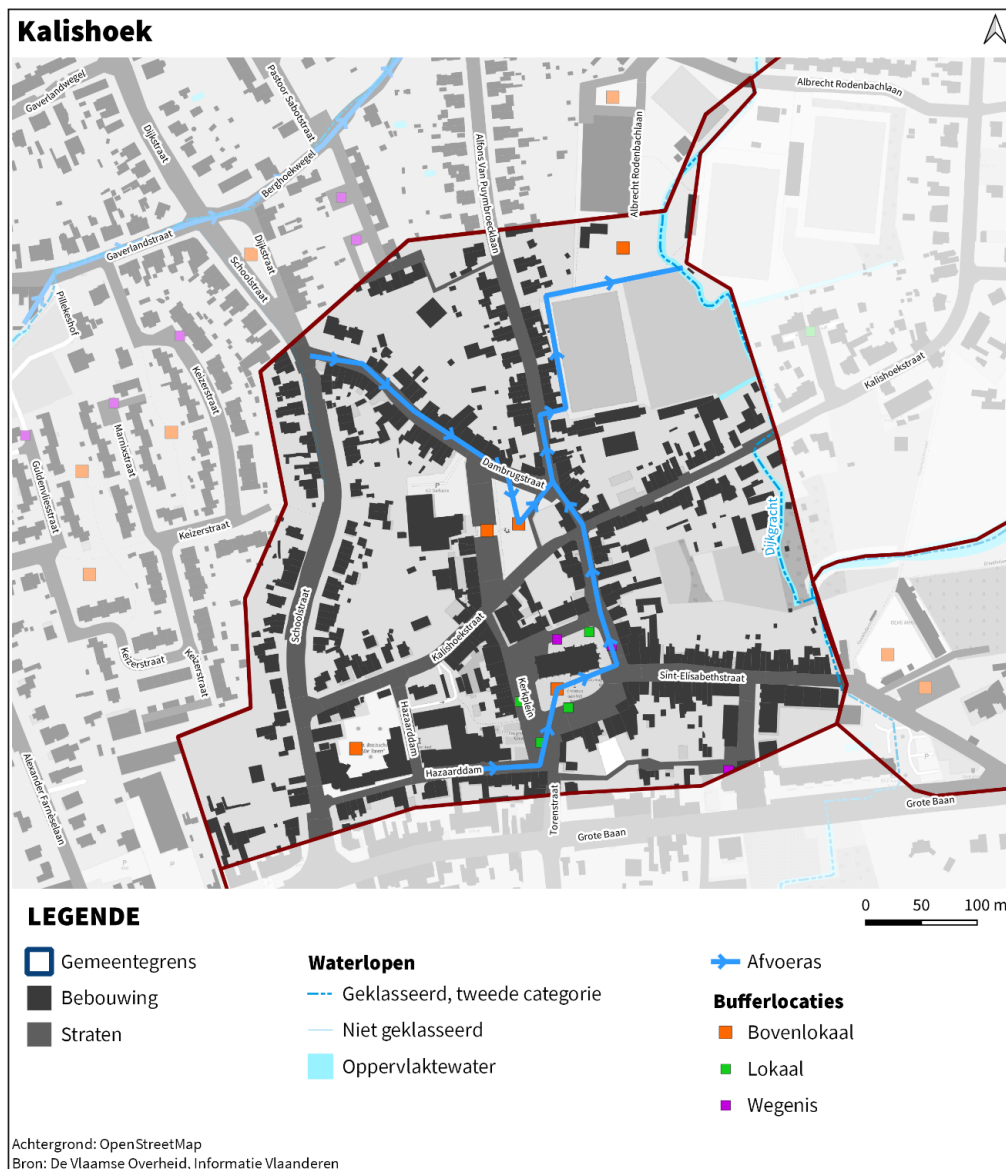 Kalishoek
Gaverlandwegel
Dijkstraat
Pastoor Sabotstraat
Berghoekwegel
Alfons Van Puymbroecklaan
Albrecht Rodenbachlaan
Albrecht Rodenbachlaan
Gaverlandstraat
Dijkstraat
Schoolstraat
Pillekeshof
Keizerstraat
Marnixstraat
Guldenvliesstraat
Keizerstraat
Kalishoekstraat
Dambrugstraat
Dijkgracht
Schoolstraat
Kalishoekstraat
Keizerstraat
Keizerstraat
Kerkplein
Sint-Elisabethstraat
Hazaarddam
Hazaarddam
Alexander Farnèselaan
Torenstraat
Grote Baan
Grote Baan
LEGENDE
0 50 100 m
Gemeentegrens
Bebouwing
Straten
Waterlopen
Geklasseerd, tweede categorie
Niet geklasseerd
Oppervlaktewater
Afvoeras
Bufferlocaties
Bovenlokaal
Lokaal
Wegenis
Achtergrond: OpenStreetMap
Bron: De Vlaamse Overheid, Informatie Vlaanderen